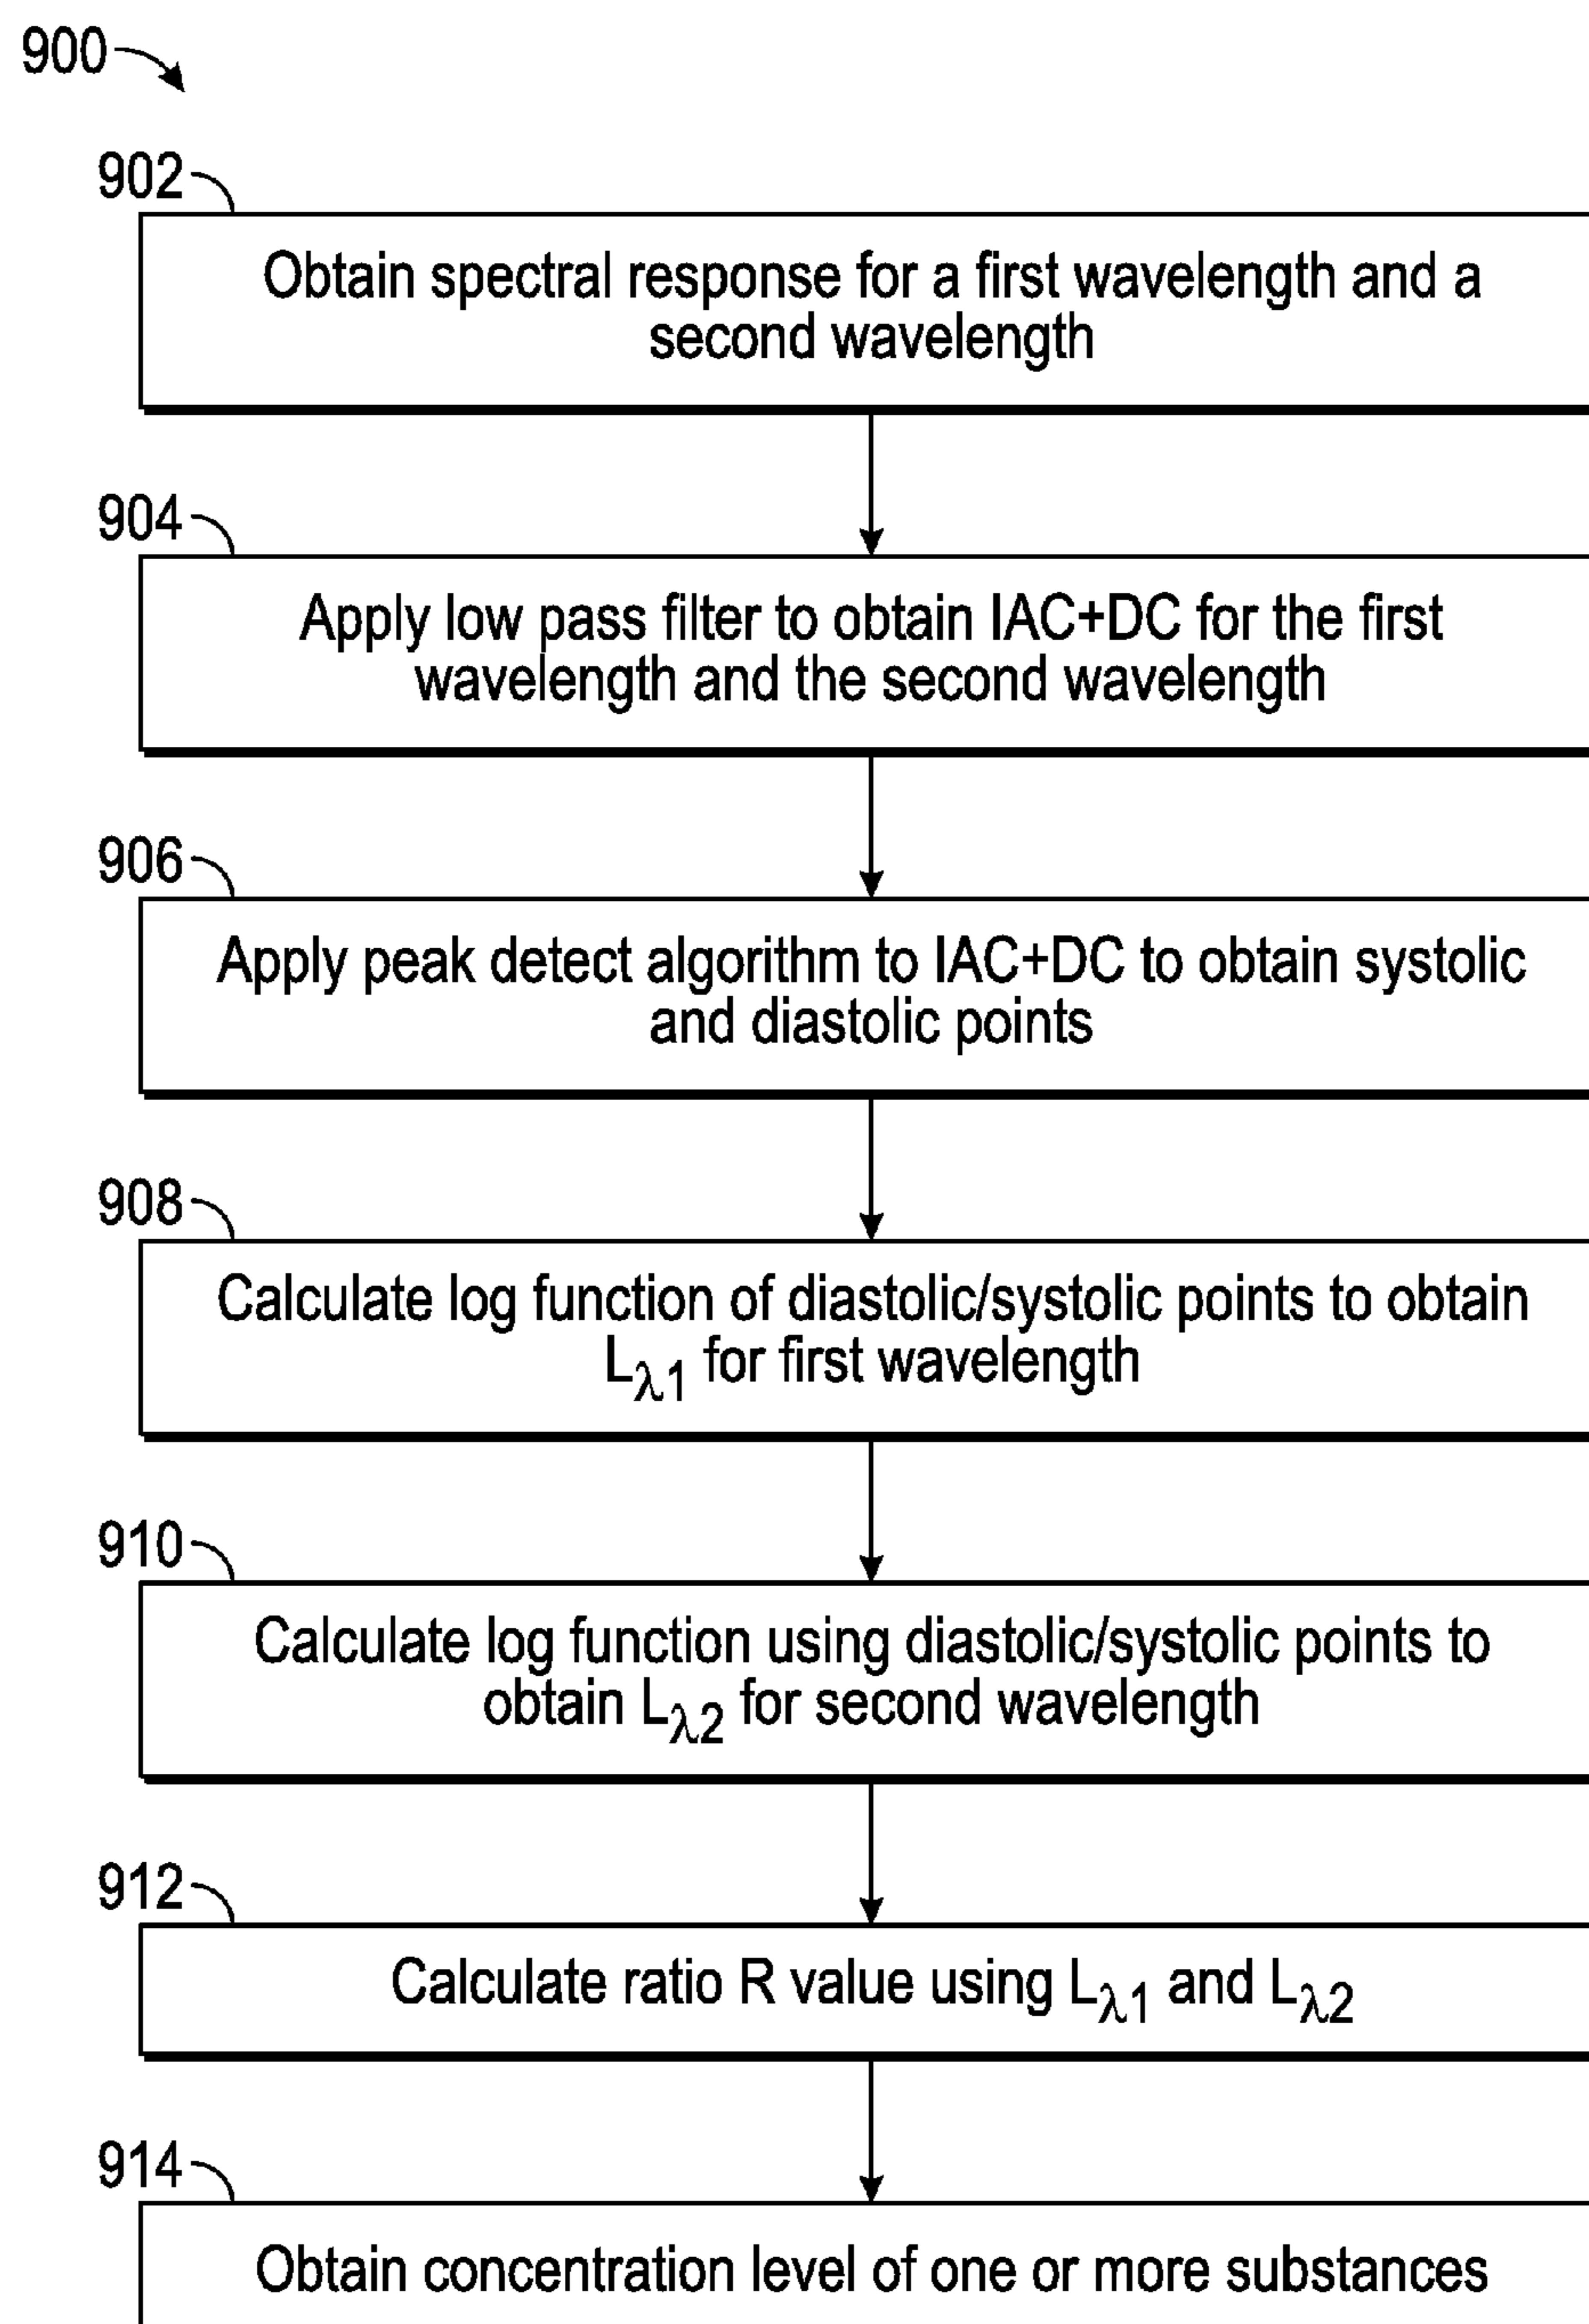 900
902
Obtain spectral response for a first wavelength and a
second wavelength
904
Apply low pass filter to obtain IAC+DC for the first
wavelength and the second wavelength
906
Apply peak detect algorithm to IAC+DC to obtain systolic
and diastolic points
908
Calculate log function of diastolic/systolic points to obtain
Lλ1 for first wavelength
910
Calculate log function using diastolic/systolic points to
obtain Lλ2 for second wavelength
912
Calculate ratio R value using Lλ1 and Lλ2
914
Obtain concentration level of one or more substances